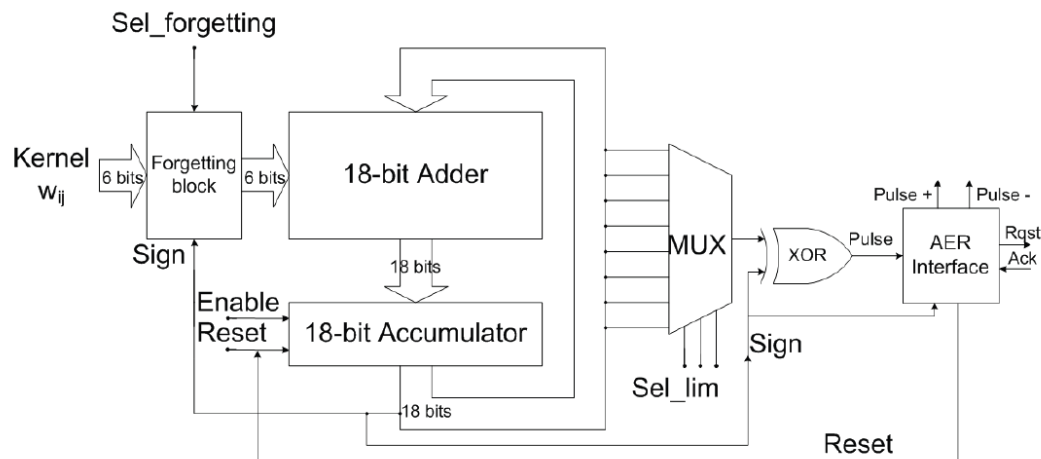 Sel_forgetting
Kernel
wij
6 bits
Forgetting
block
6 bits
18-bit Adder
Sign
18 bits
Enable
Reset
18-bit Accumulator
18 bits
MUX
Sel_lim
XOR
Sign
Pulse
Pulse +
Pulse -
AER
Interface
Rqst
Ack
Reset